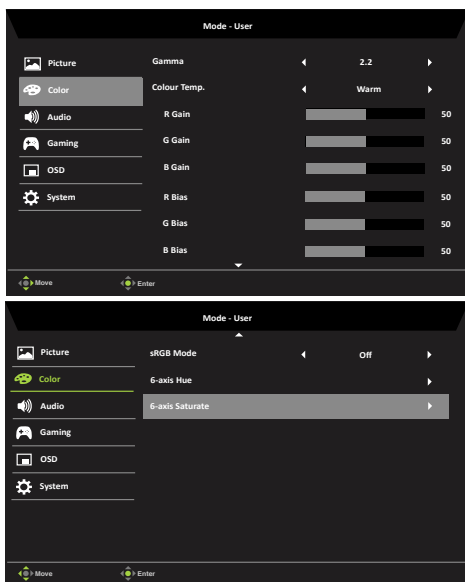 Mode - User
Picture Gamma 2.2
Color Colour Temp. Warm
Audio R Gain 50
Gaming G Gain 50
OSD B Gain 50
System R Bias 50
G Bias 50
B Bias 50
Move Enter
Mode - User
Picture sRGB Mode Off
Color 6-axis Hue
Audio 6-axis Saturate
Gaming
OSD
System
Move Enter